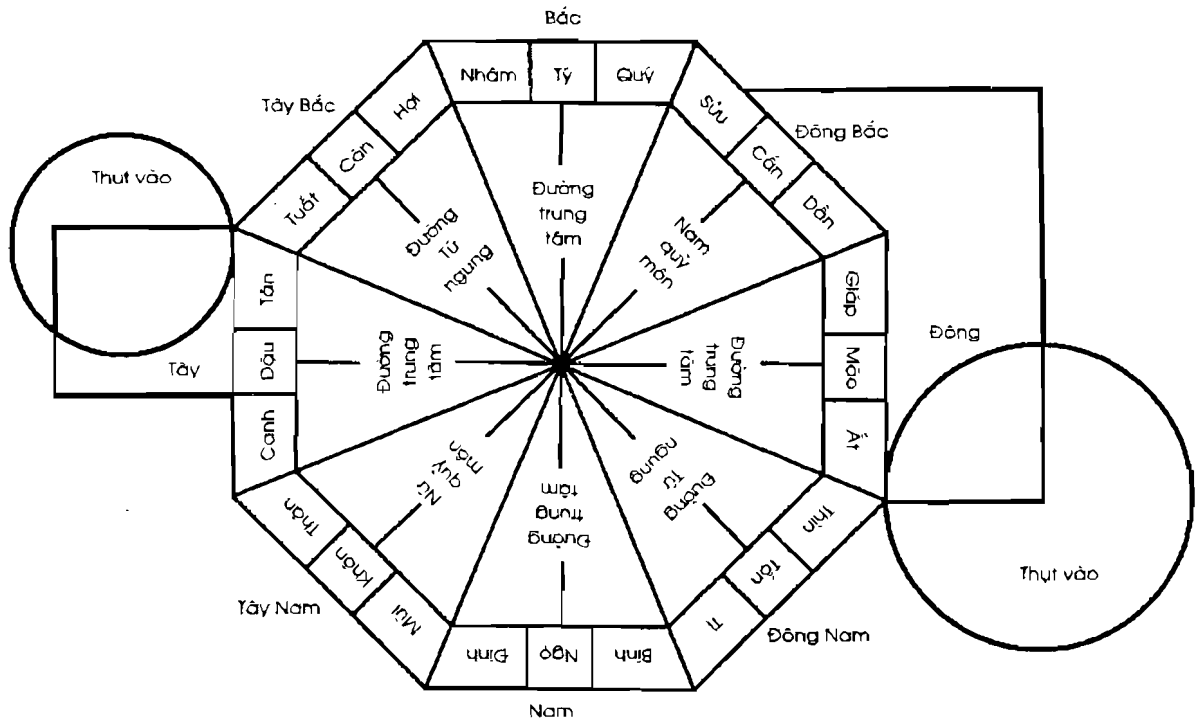 Bắc
Nhâm
Tý
Quý
Tây Bắc
Hợi
Càn
Tuất
Sửu
Cấn
Dần
Đông Bắc
Thụt vào
Đường
trung
tâm
Đường
Tứ
ngung
Nam
quỷ
môn
Tân
Dậu
Canh
Tây
Đường
trung
tâm
Đường
trung
tâm
Giáp
Mão
Ất
Đông
Nữ
quỷ
môn
Đường
trung
tâm
Đường
Tứ
ngung
Thân
Khôn
Mùi
Tây Nam
Thìn
Tốn
Tị
Đông Nam
Thụt vào
Đinh
Ngọ
Bính
Nam